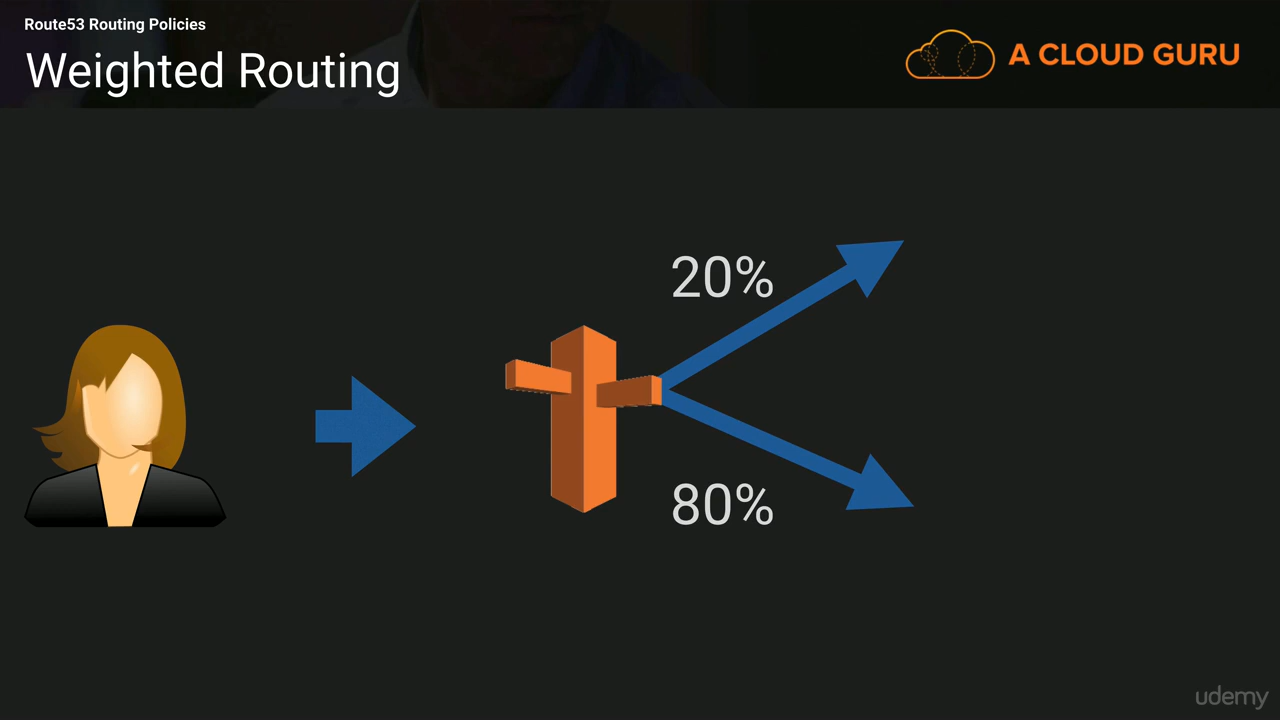 Route53 Routing Policies
Weighted Routing
A CLOUD GURU
20%
80%
udemy